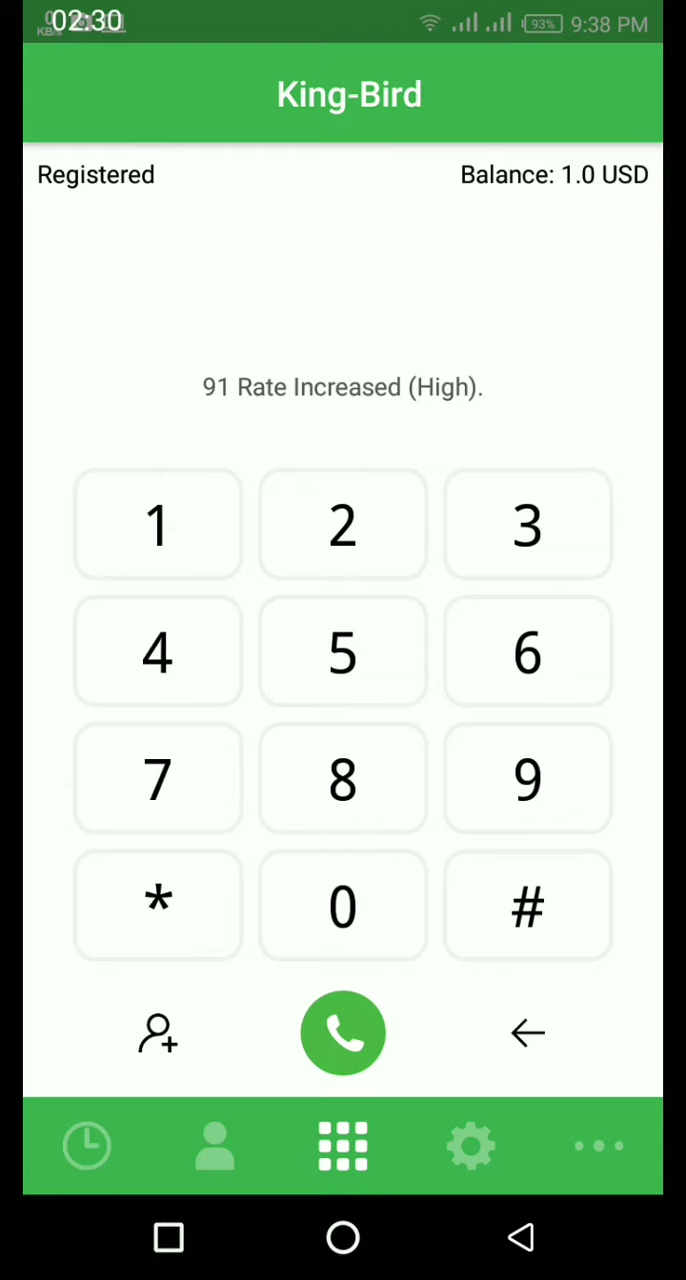 02:30
KB/s
93%
9:38 PM
King-Bird
Registered
Balance: 1.0 USD
91 Rate Increased (High).
1 2 3
4 5 6
7 8 9
* 0 #